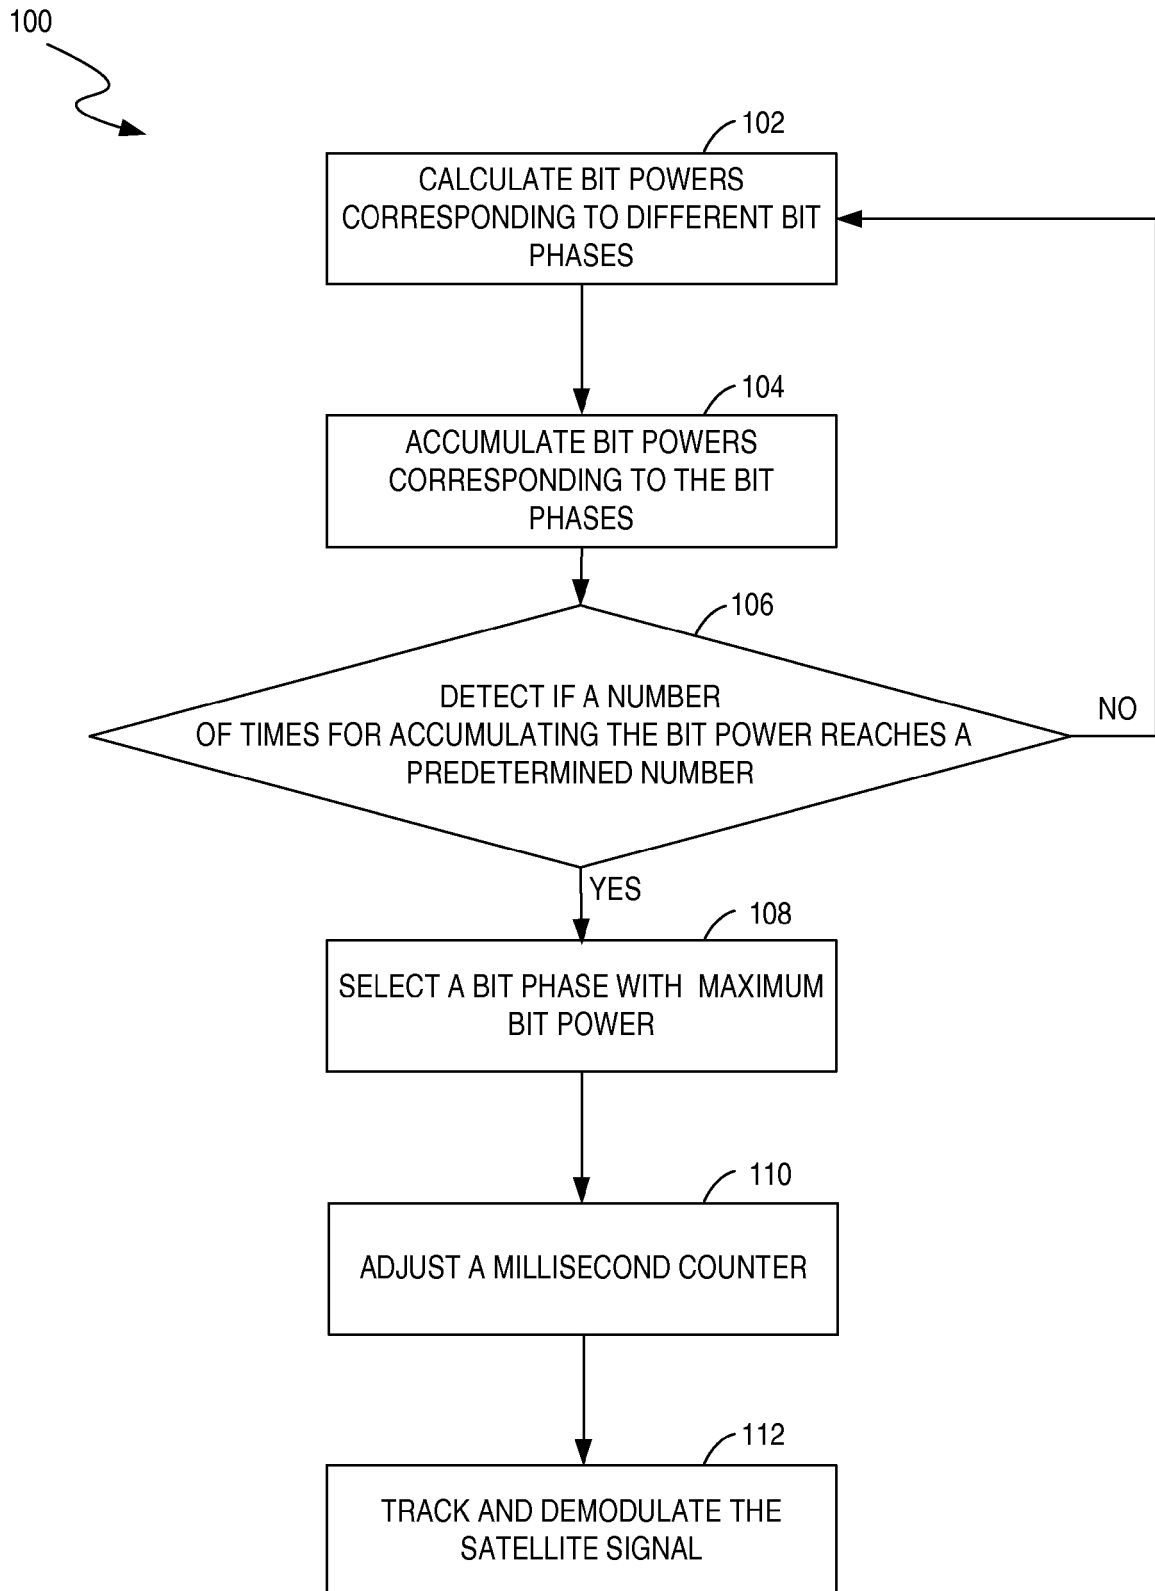 100
102
CALCULATE BIT POWERS
CORRESPONDING TO DIFFERENT BIT
PHASES
104
ACCUMULATE BIT POWERS
CORRESPONDING TO THE BIT
PHASES
106
DETECT IF A NUMBER
OF TIMES FOR ACCUMULATING THE BIT POWER REACHES A
PREDETERMINED NUMBER
NO
YES
108
SELECT A BIT PHASE WITH MAXIMUM
BIT POWER
110
ADJUST A MILLISECOND COUNTER
112
TRACK AND DEMODULATE THE
SATELLITE SIGNAL